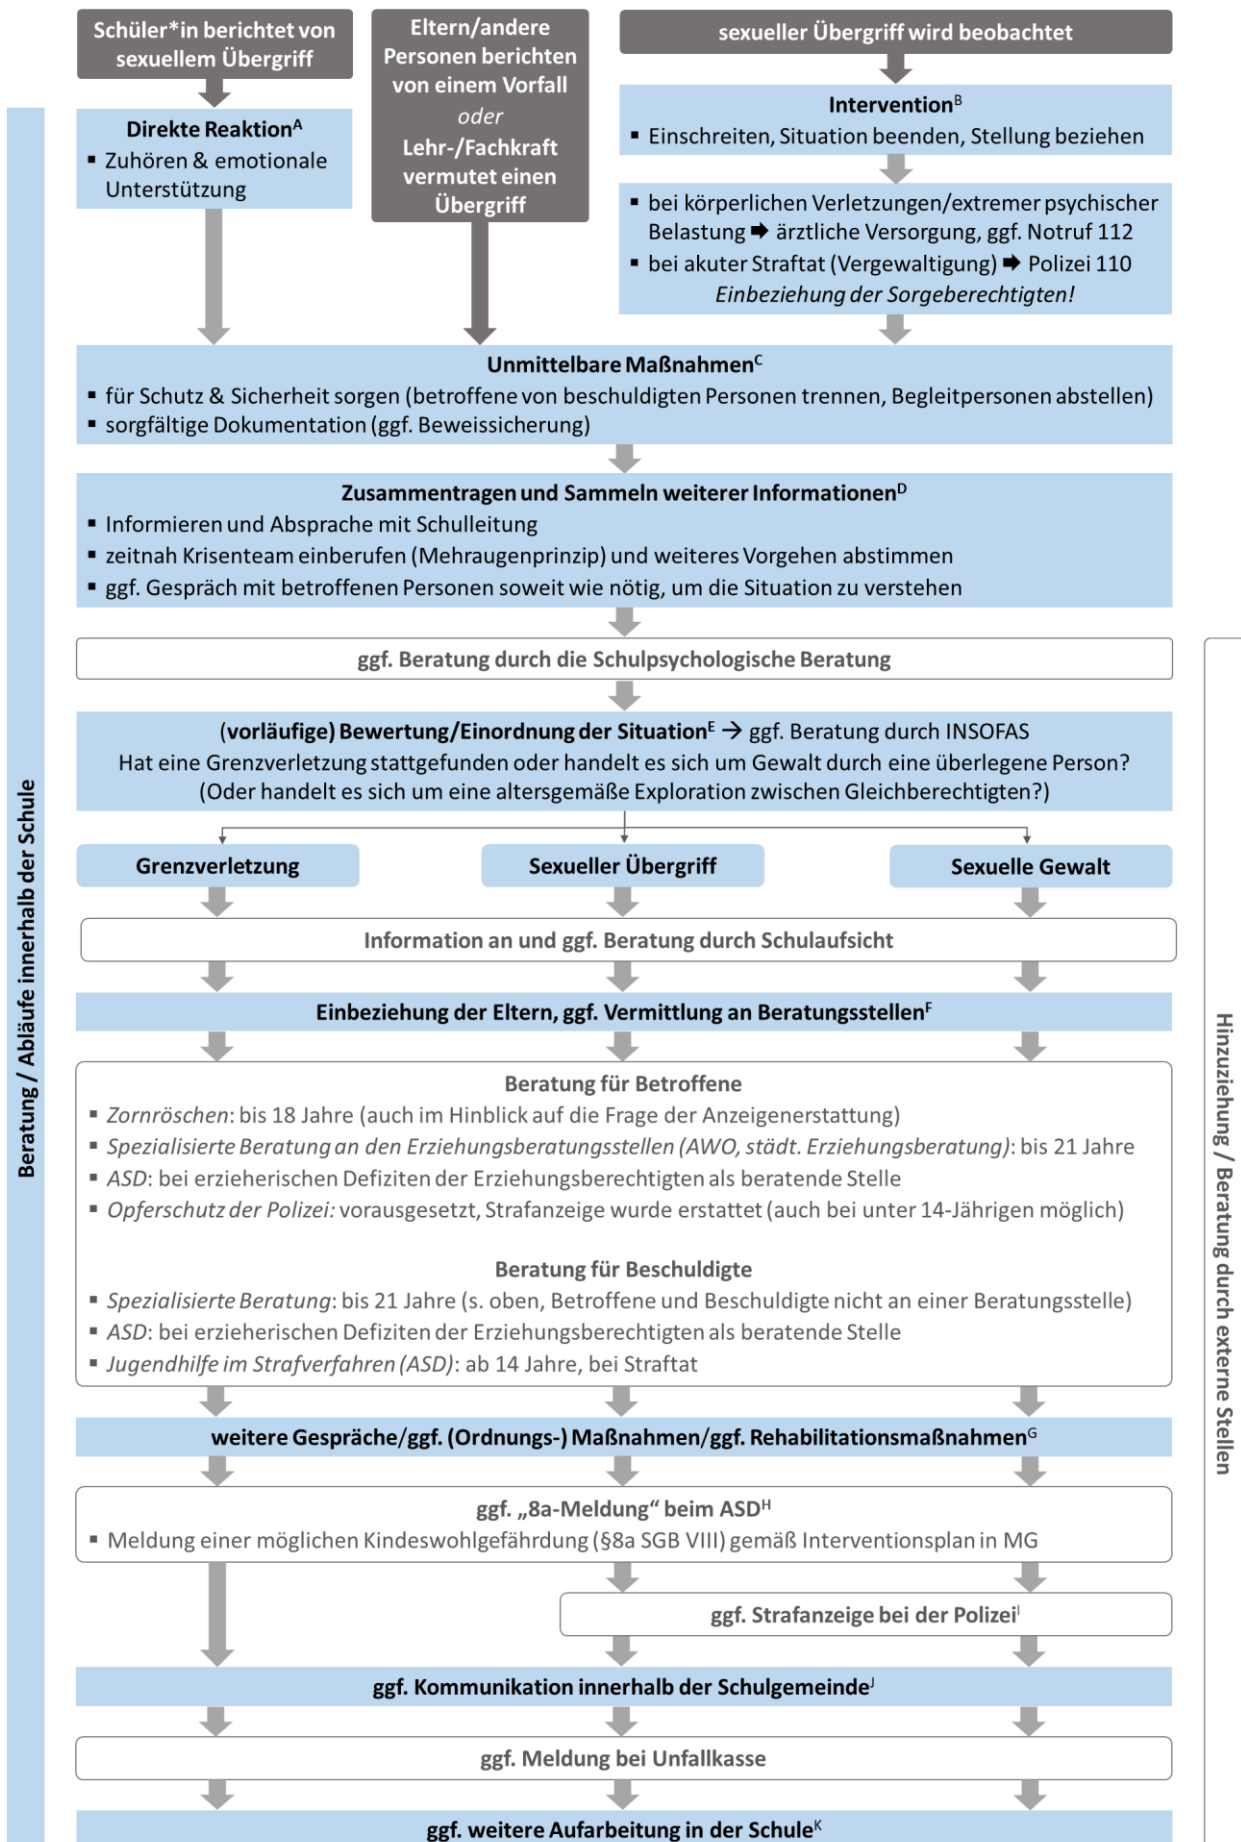 Schüler*in berichtet von
sexuellem Übergriff
Eltern/andere
Personen berichten
von einem Vorfall
oder
Lehr-/Fachkraft
vermutet einen
Übergriff
sexueller Übergriff wird beobachtet
Direkte Reaktionᴬ
▪ Zuhören & emotionale
Unterstützung
Interventionᴮ
▪ Einschreiten, Situation beenden, Stellung beziehen
▪ bei körperlichen Verletzungen/extremer psychischer
Belastung ➡ ärztliche Versorgung, ggf. Notruf 112
▪ bei akuter Straftat (Vergewaltigung) ➡ Polizei 110
Einbeziehung der Sorgeberechtigten!
Unmittelbare Maßnahmenᶜ
▪ für Schutz & Sicherheit sorgen (betroffene von beschuldigten Personen trennen, Begleitpersonen abstellen)
▪ sorgfältige Dokumentation (ggf. Beweissicherung)
Zusammentragen und Sammeln weiterer Informationenᴰ
▪ Informieren und Absprache mit Schulleitung
▪ zeitnah Krisenteam einberufen (Mehraugenprinzip) und weiteres Vorgehen abstimmen
▪ ggf. Gespräch mit betroffenen Personen soweit wie nötig, um die Situation zu verstehen
ggf. Beratung durch die Schulpsychologische Beratung
(vorläufige) Bewertung/Einordnung der Situationᴱ → ggf. Beratung durch INSOFAS
Hat eine Grenzverletzung stattgefunden oder handelt es sich um Gewalt durch eine überlegene Person?
(Oder handelt es sich um eine altersgemäße Exploration zwischen Gleichberechtigten?)
Grenzverletzung
Sexueller Übergriff
Sexuelle Gewalt
Information an und ggf. Beratung durch Schulaufsicht
Einbeziehung der Eltern, ggf. Vermittlung an Beratungsstellenꟳ
Beratung für Betroffene
▪ Zornröschen: bis 18 Jahre (auch im Hinblick auf die Frage der Anzeigenerstattung)
▪ Spezialisierte Beratung an den Erziehungsberatungsstellen (AWO, städt. Erziehungsberatung): bis 21 Jahre
▪ ASD: bei erzieherischen Defiziten der Erziehungsberechtigten als beratende Stelle
▪ Opferschutz der Polizei: vorausgesetzt, Strafanzeige wurde erstattet (auch bei unter 14-Jährigen möglich)
Beratung für Beschuldigte
▪ Spezialisierte Beratung: bis 21 Jahre (s. oben, Betroffene und Beschuldigte nicht an einer Beratungsstelle)
▪ ASD: bei erzieherischen Defiziten der Erziehungsberechtigten als beratende Stelle
▪ Jugendhilfe im Strafverfahren (ASD): ab 14 Jahre, bei Straftat
weitere Gespräche/ggf. (Ordnungs-) Maßnahmen/ggf. Rehabilitationsmaßnahmenᴳ
ggf. „8a-Meldung“ beim ASDᴴ
▪ Meldung einer möglichen Kindeswohlgefährdung (§8a SGB VIII) gemäß Interventionsplan in MG
ggf. Strafanzeige bei der Polizeiᴵ
ggf. Kommunikation innerhalb der Schulgemeindeᴶ
ggf. Meldung bei Unfallkasse
ggf. weitere Aufarbeitung in der Schuleᴷ
Beratung / Abläufe innerhalb der Schule
Hinzuziehung / Beratung durch externe Stellen